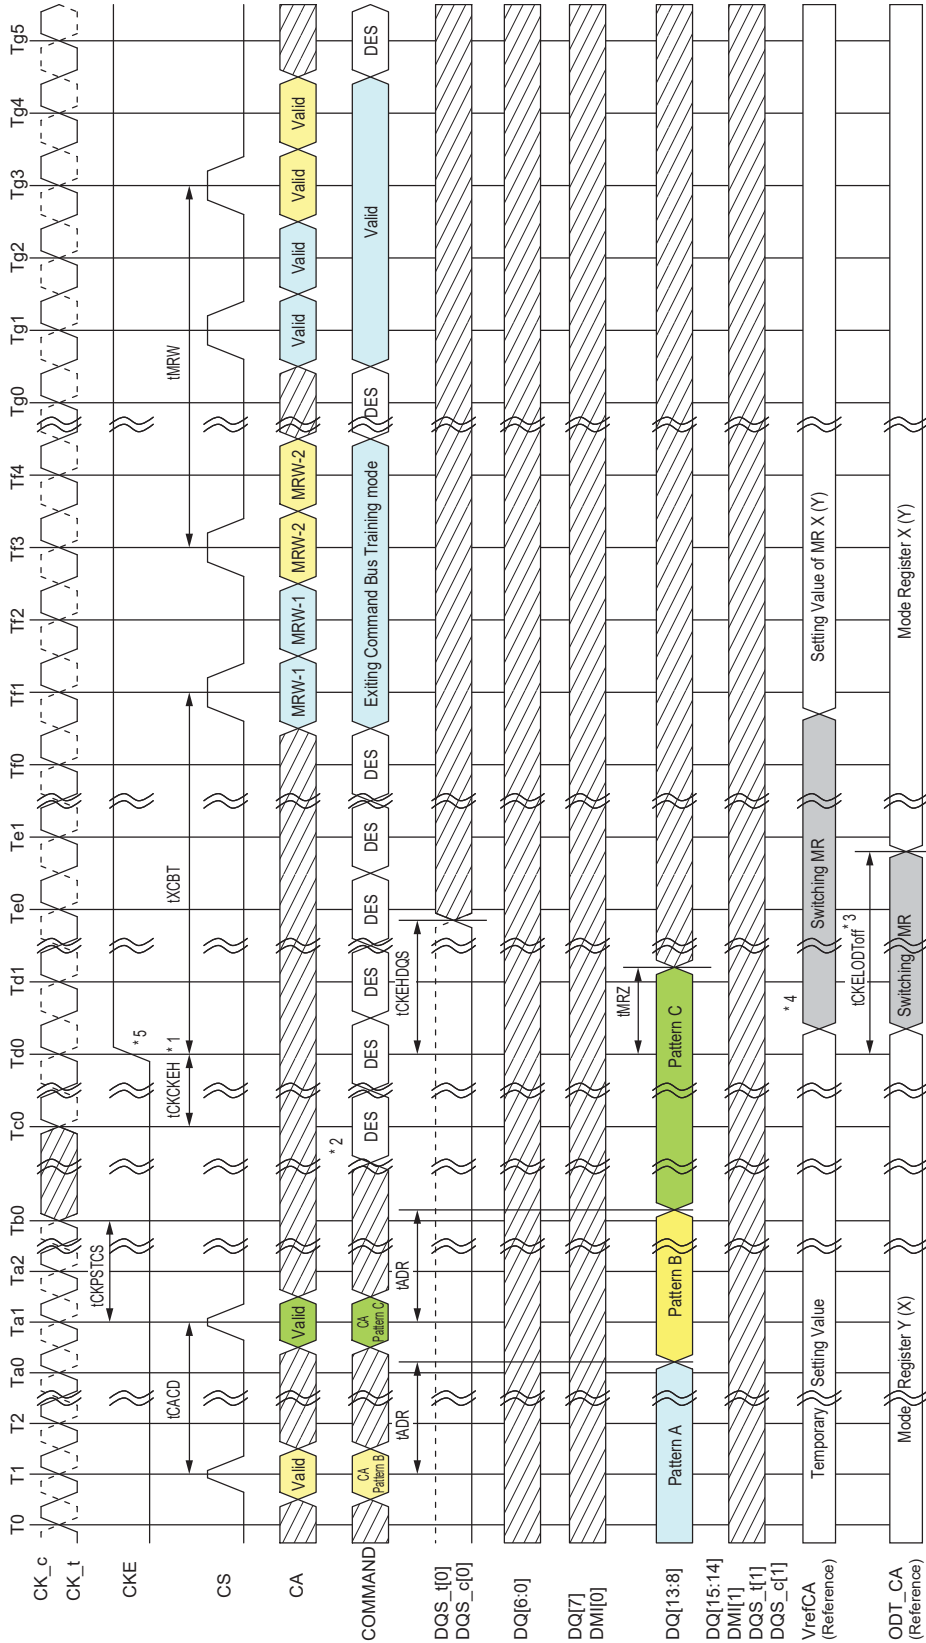 T0 T1 T2 Ta0 Ta1 Ta2 Tb0 Tc0 Td0 Td1 Te0 Te1 Tf0 Tf1 Tf2 Tf3 Tf4 Tg0 Tg1 Tg2 Tg3 Tg4 Tg5
CK_c
CK_t
tCKPSTCS
CKE
* 5
tCACD
tCKCKEH
* 1
tXCBT
tMRW
CS
CA
Valid Valid MRW-1 MRW-1 MRW-2 MRW-2 Valid Valid Valid Valid
* 2
COMMAND
CA
Pattern B
CA
Pattern C
DES DES DES DES DES DES Exiting Command Bus Training mode DES Valid DES
tADR
tADR
tCKEHDQS
DQS_t[0]
DQS_c[0]
DQ[6:0]
DQ[7]
DMI[0]
tMRZ
DQ[13:8]
Pattern A Pattern B Pattern C
DQ[15:14]
DMI[1]
DQS_t[1]
DQS_c[1]
* 4
VrefCA
(Reference)
Temporary Setting Value Switching MR Setting Value of MR X (Y)
tCKELODToff
* 3
ODT_CA
(Reference)
Mode Register Y (X) Switching MR Mode Register X (Y)